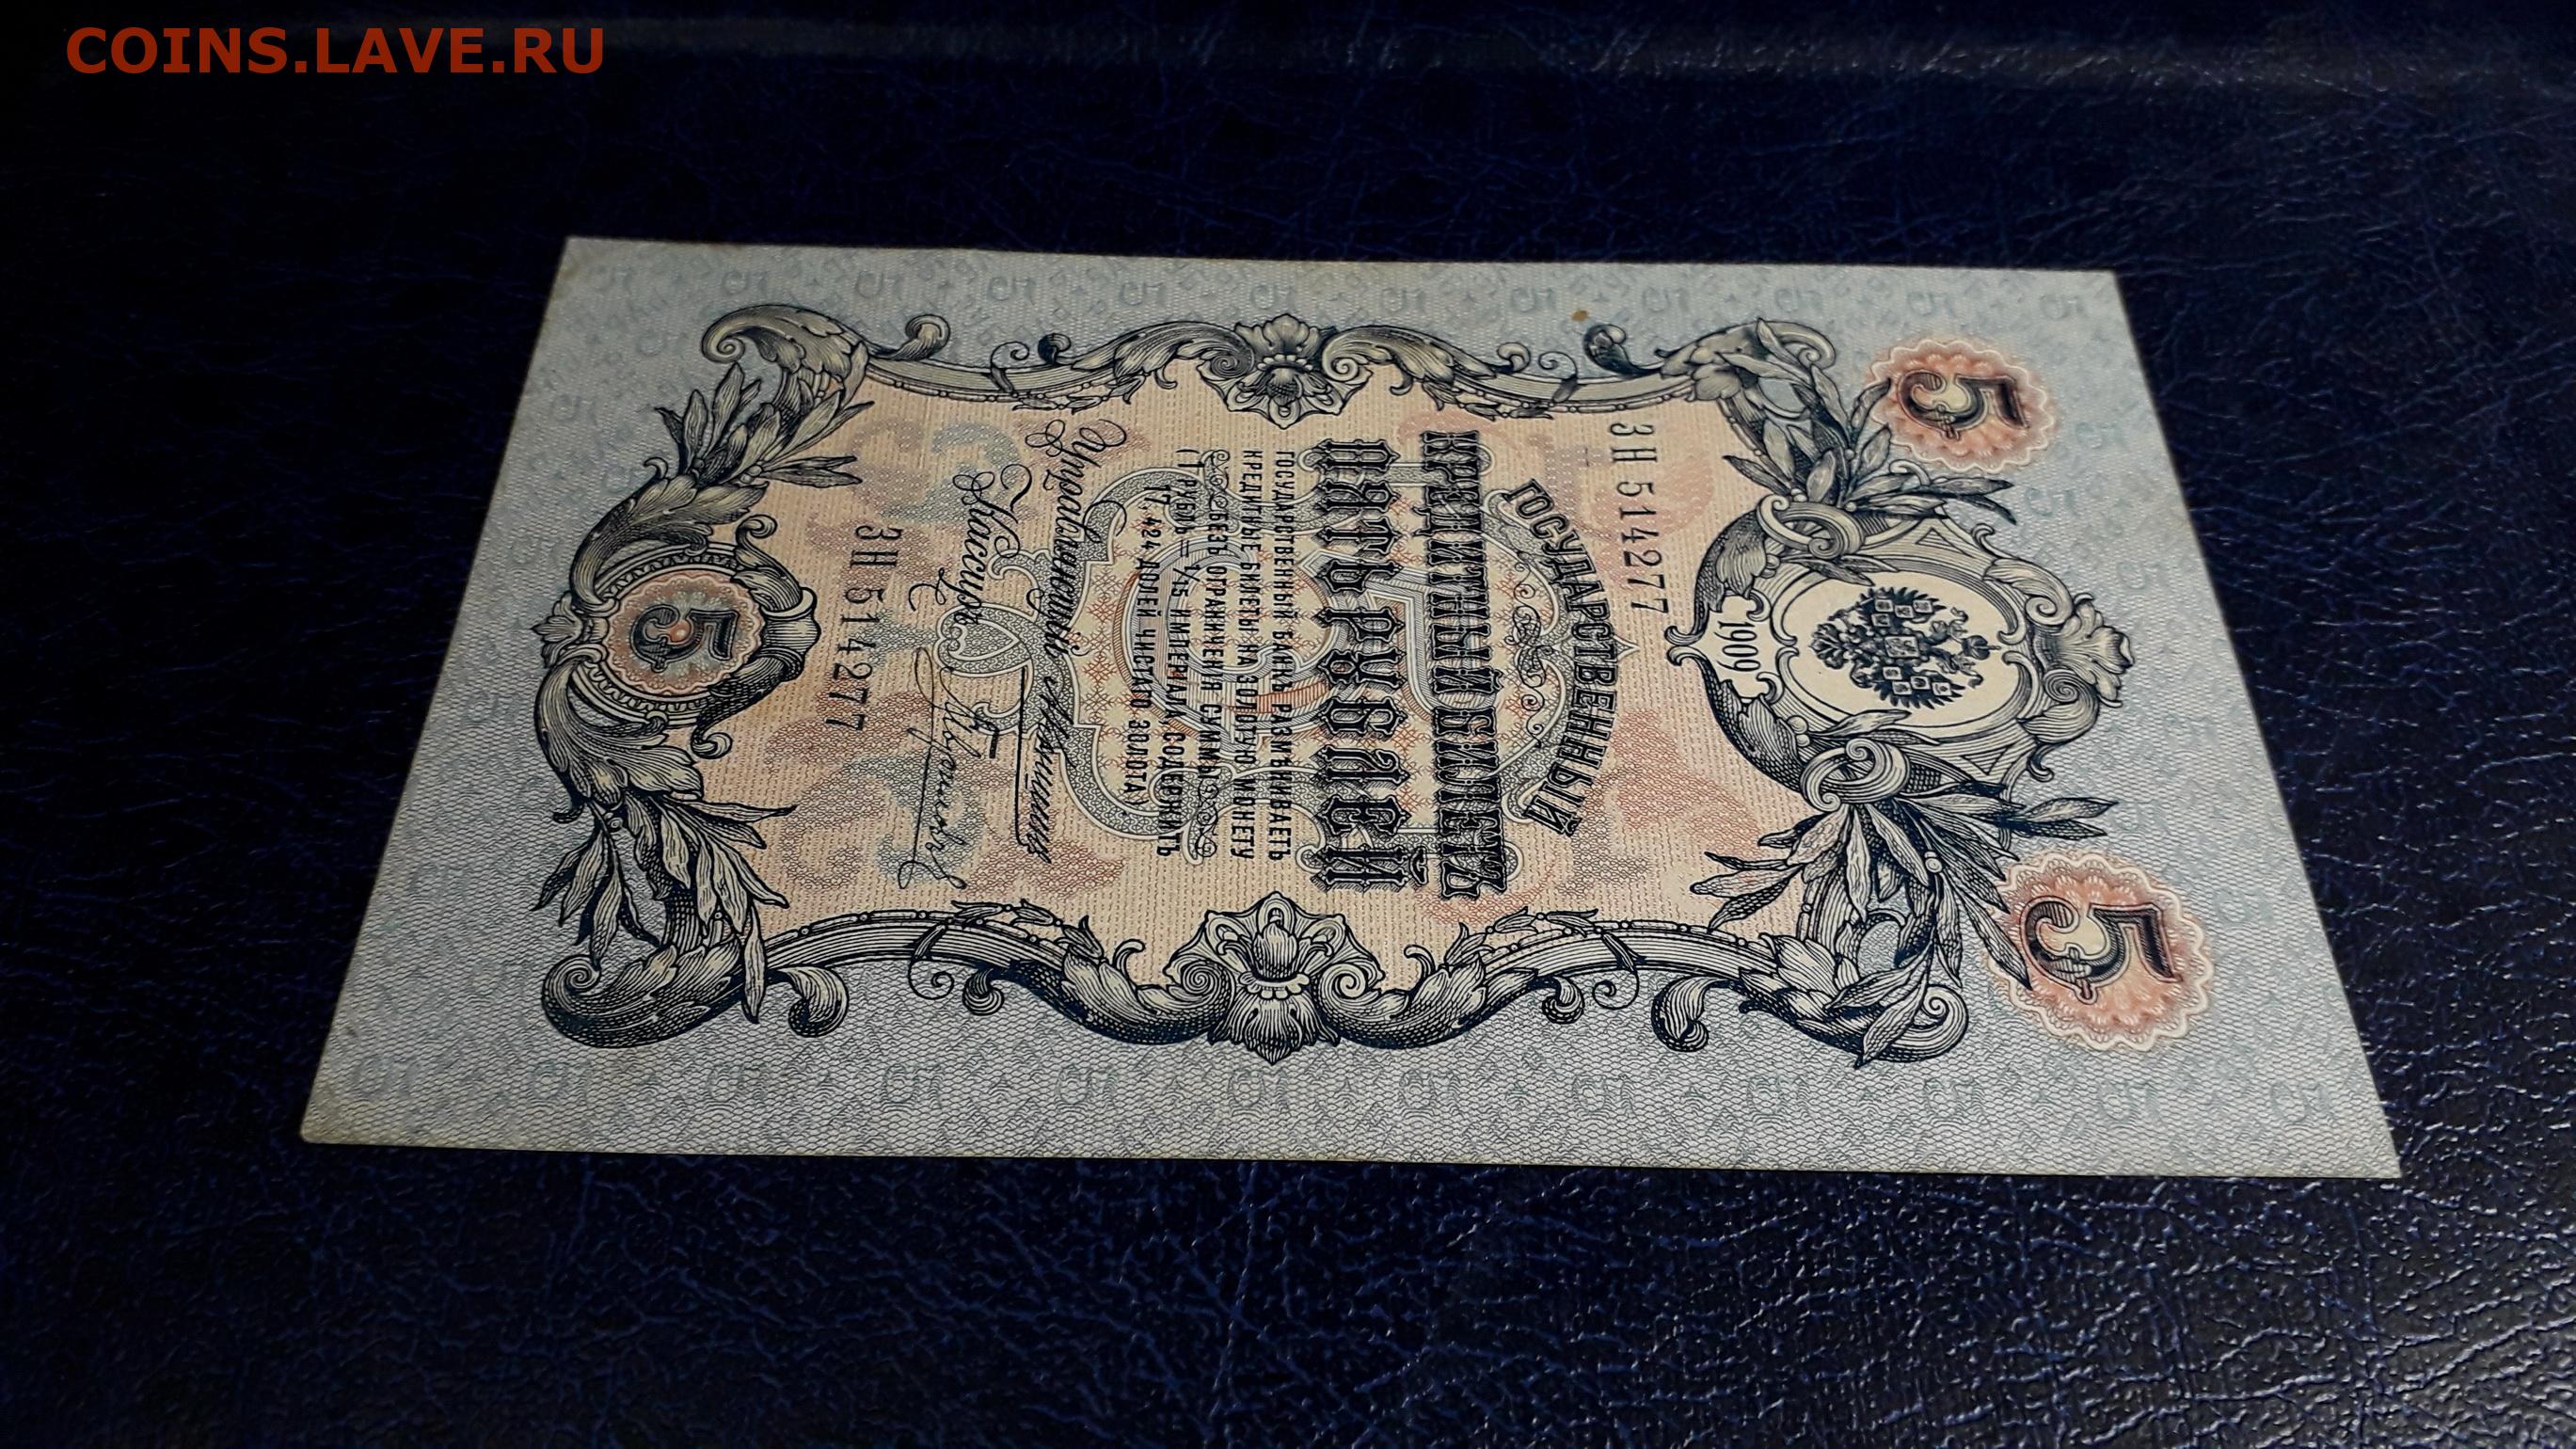 COINS.LAVE.RU
5
5
1909
ЗН 514277
ГОСУДАРСТВЕННЫЙ
КРЕДИТНЫЙ БИЛЕТЪ
ПЯТЬ РУБЛЕЙ
ГОСУДАРСТВЕННЫЙ БАНКЪ РАЗМѢНИВАЕТЪ
КРЕДИТНЫЕ БИЛЕТЫ НА ЗОЛОТУЮ МОНЕТУ
БЕЗЪ ОГРАНИЧЕНІЯ СУММЫ
(1 РУБЛЬ = 1/15 ИМПЕРІАЛА, СОДЕРЖИТЪ
17,424 ДОЛЕЙ ЧИСТАГО ЗОЛОТА)
Управляющій
Кассиръ
ЗН 514277
5